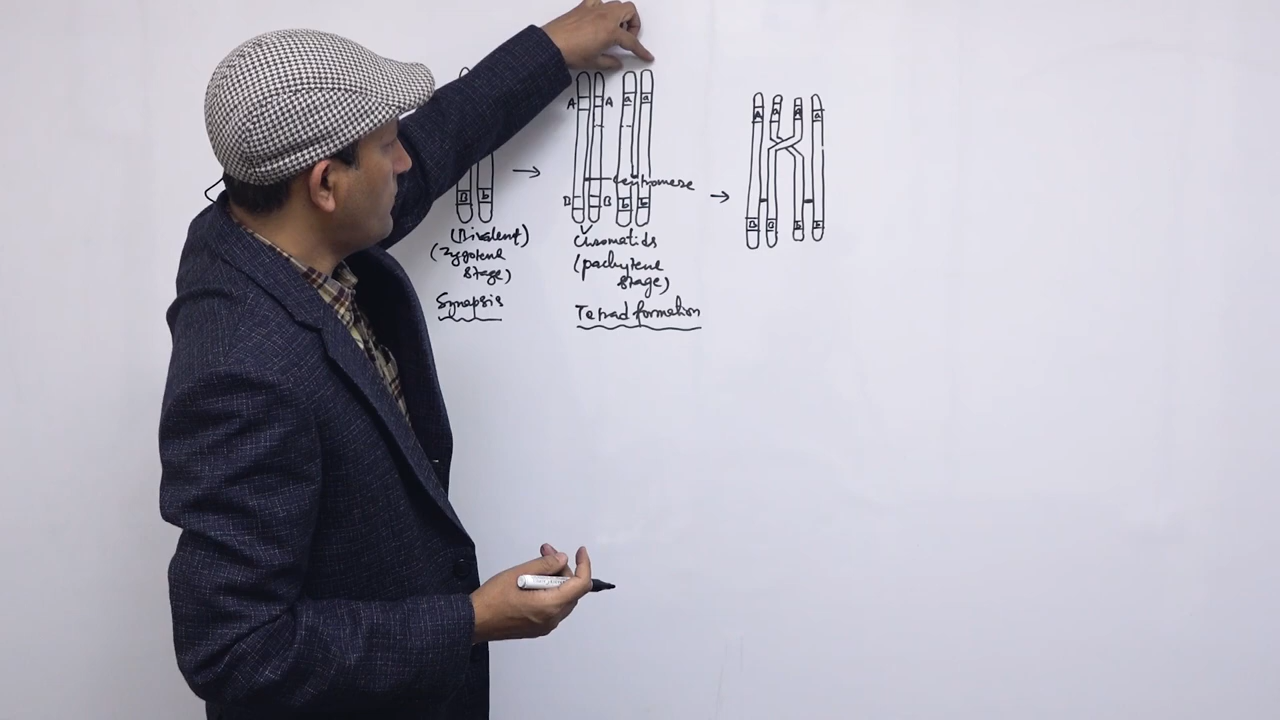 A A a a
B B b b
centromere
B b
(Bivalent)
(Zygotene
stage)
Synapsis
Chromatids
(pachytene
stage)
Tetrad formation
A A a a
B B b b